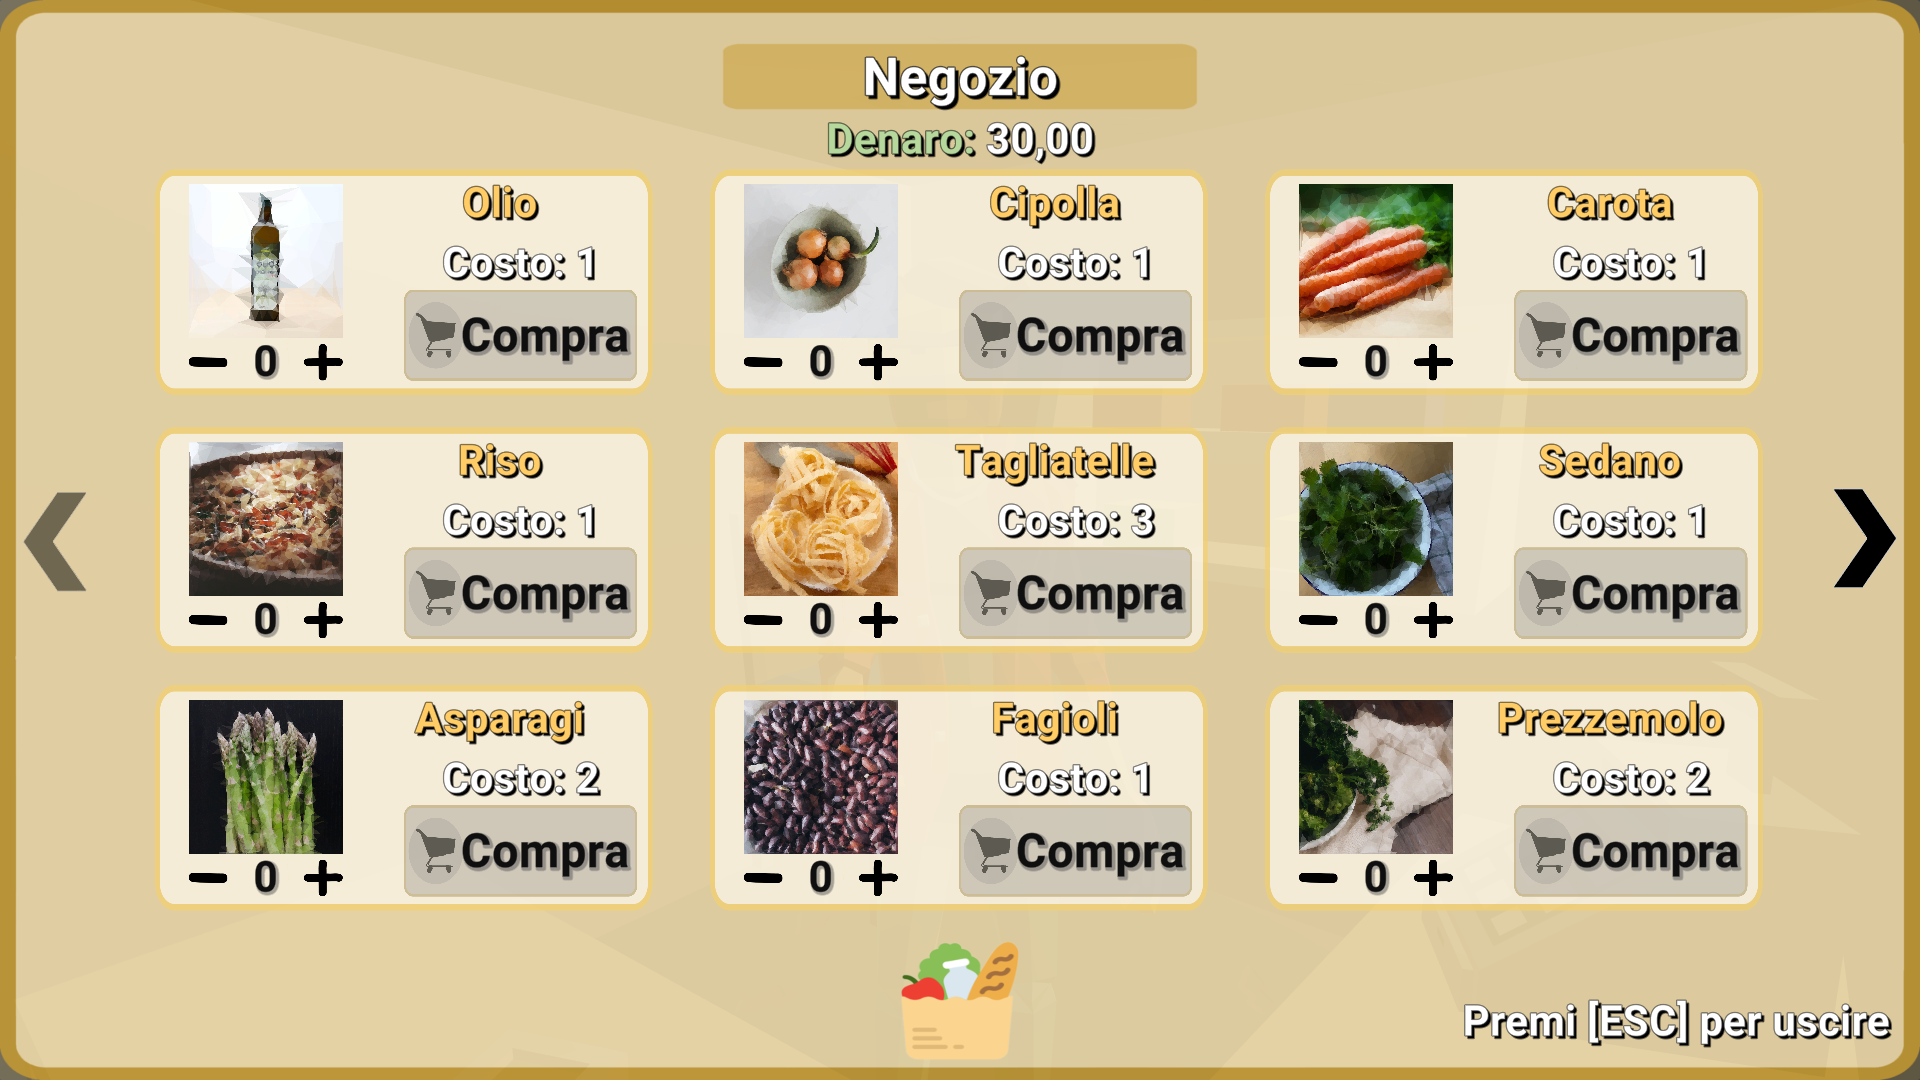 Negozio
Denaro: 30,00
Olio
Costo: 1
Compra
0
Cipolla
Costo: 1
Compra
0
Carota
Costo: 1
Compra
0
Riso
Costo: 1
Compra
0
Tagliatelle
Costo: 3
Compra
0
Sedano
Costo: 1
Compra
0
Asparagi
Costo: 2
Compra
0
Fagioli
Costo: 1
Compra
0
Prezzemolo
Costo: 2
Compra
0
Premi [ESC] per uscire